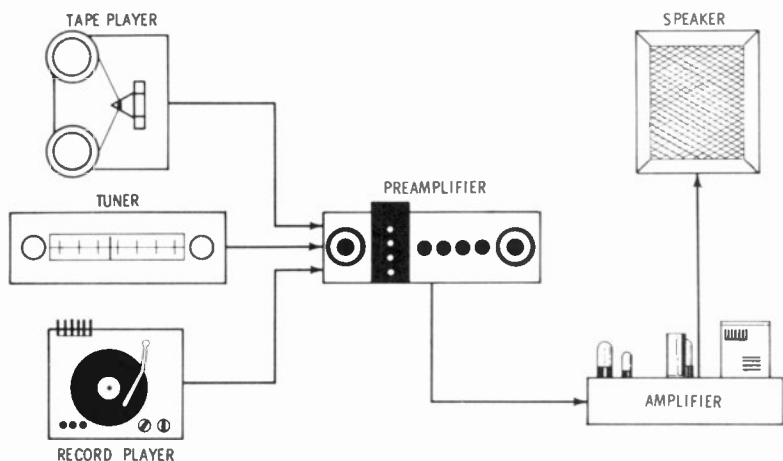 TAPE PLAYER
SPEAKER
TUNER
PREAMPLIFIER
AMPLIFIER
RECORD PLAYER